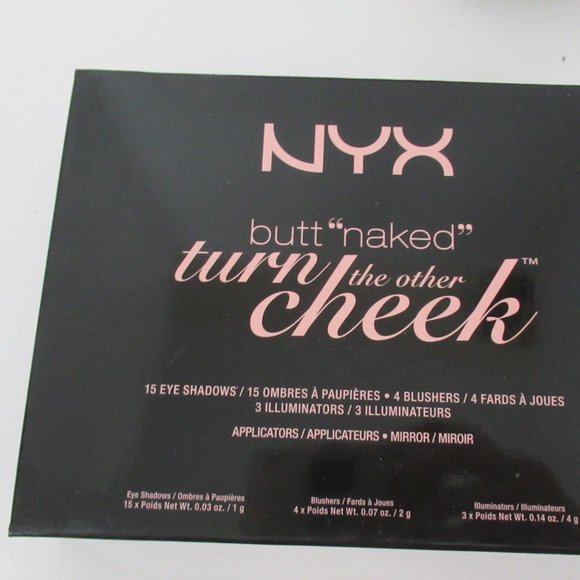 NYX
butt “naked”
turn the other cheek™
15 EYE SHADOWS / 15 OMBRES À PAUPIÈRES • 4 BLUSHERS / 4 FARDS À JOUES
3 ILLUMINATORS / 3 ILLUMINATEURS
APPLICATORS / APPLICATEURS • MIRROR / MIROIR
Eye Shadows / Ombres à Paupières
15 x Poids Net Wt. 0.03 oz. / 1 g
Blushers / Fards à Joues
4 x Poids Net Wt. 0.07 oz. / 2 g
Illuminators / Illuminateurs
3 x Poids Net Wt. 0.14 oz. / 4 g